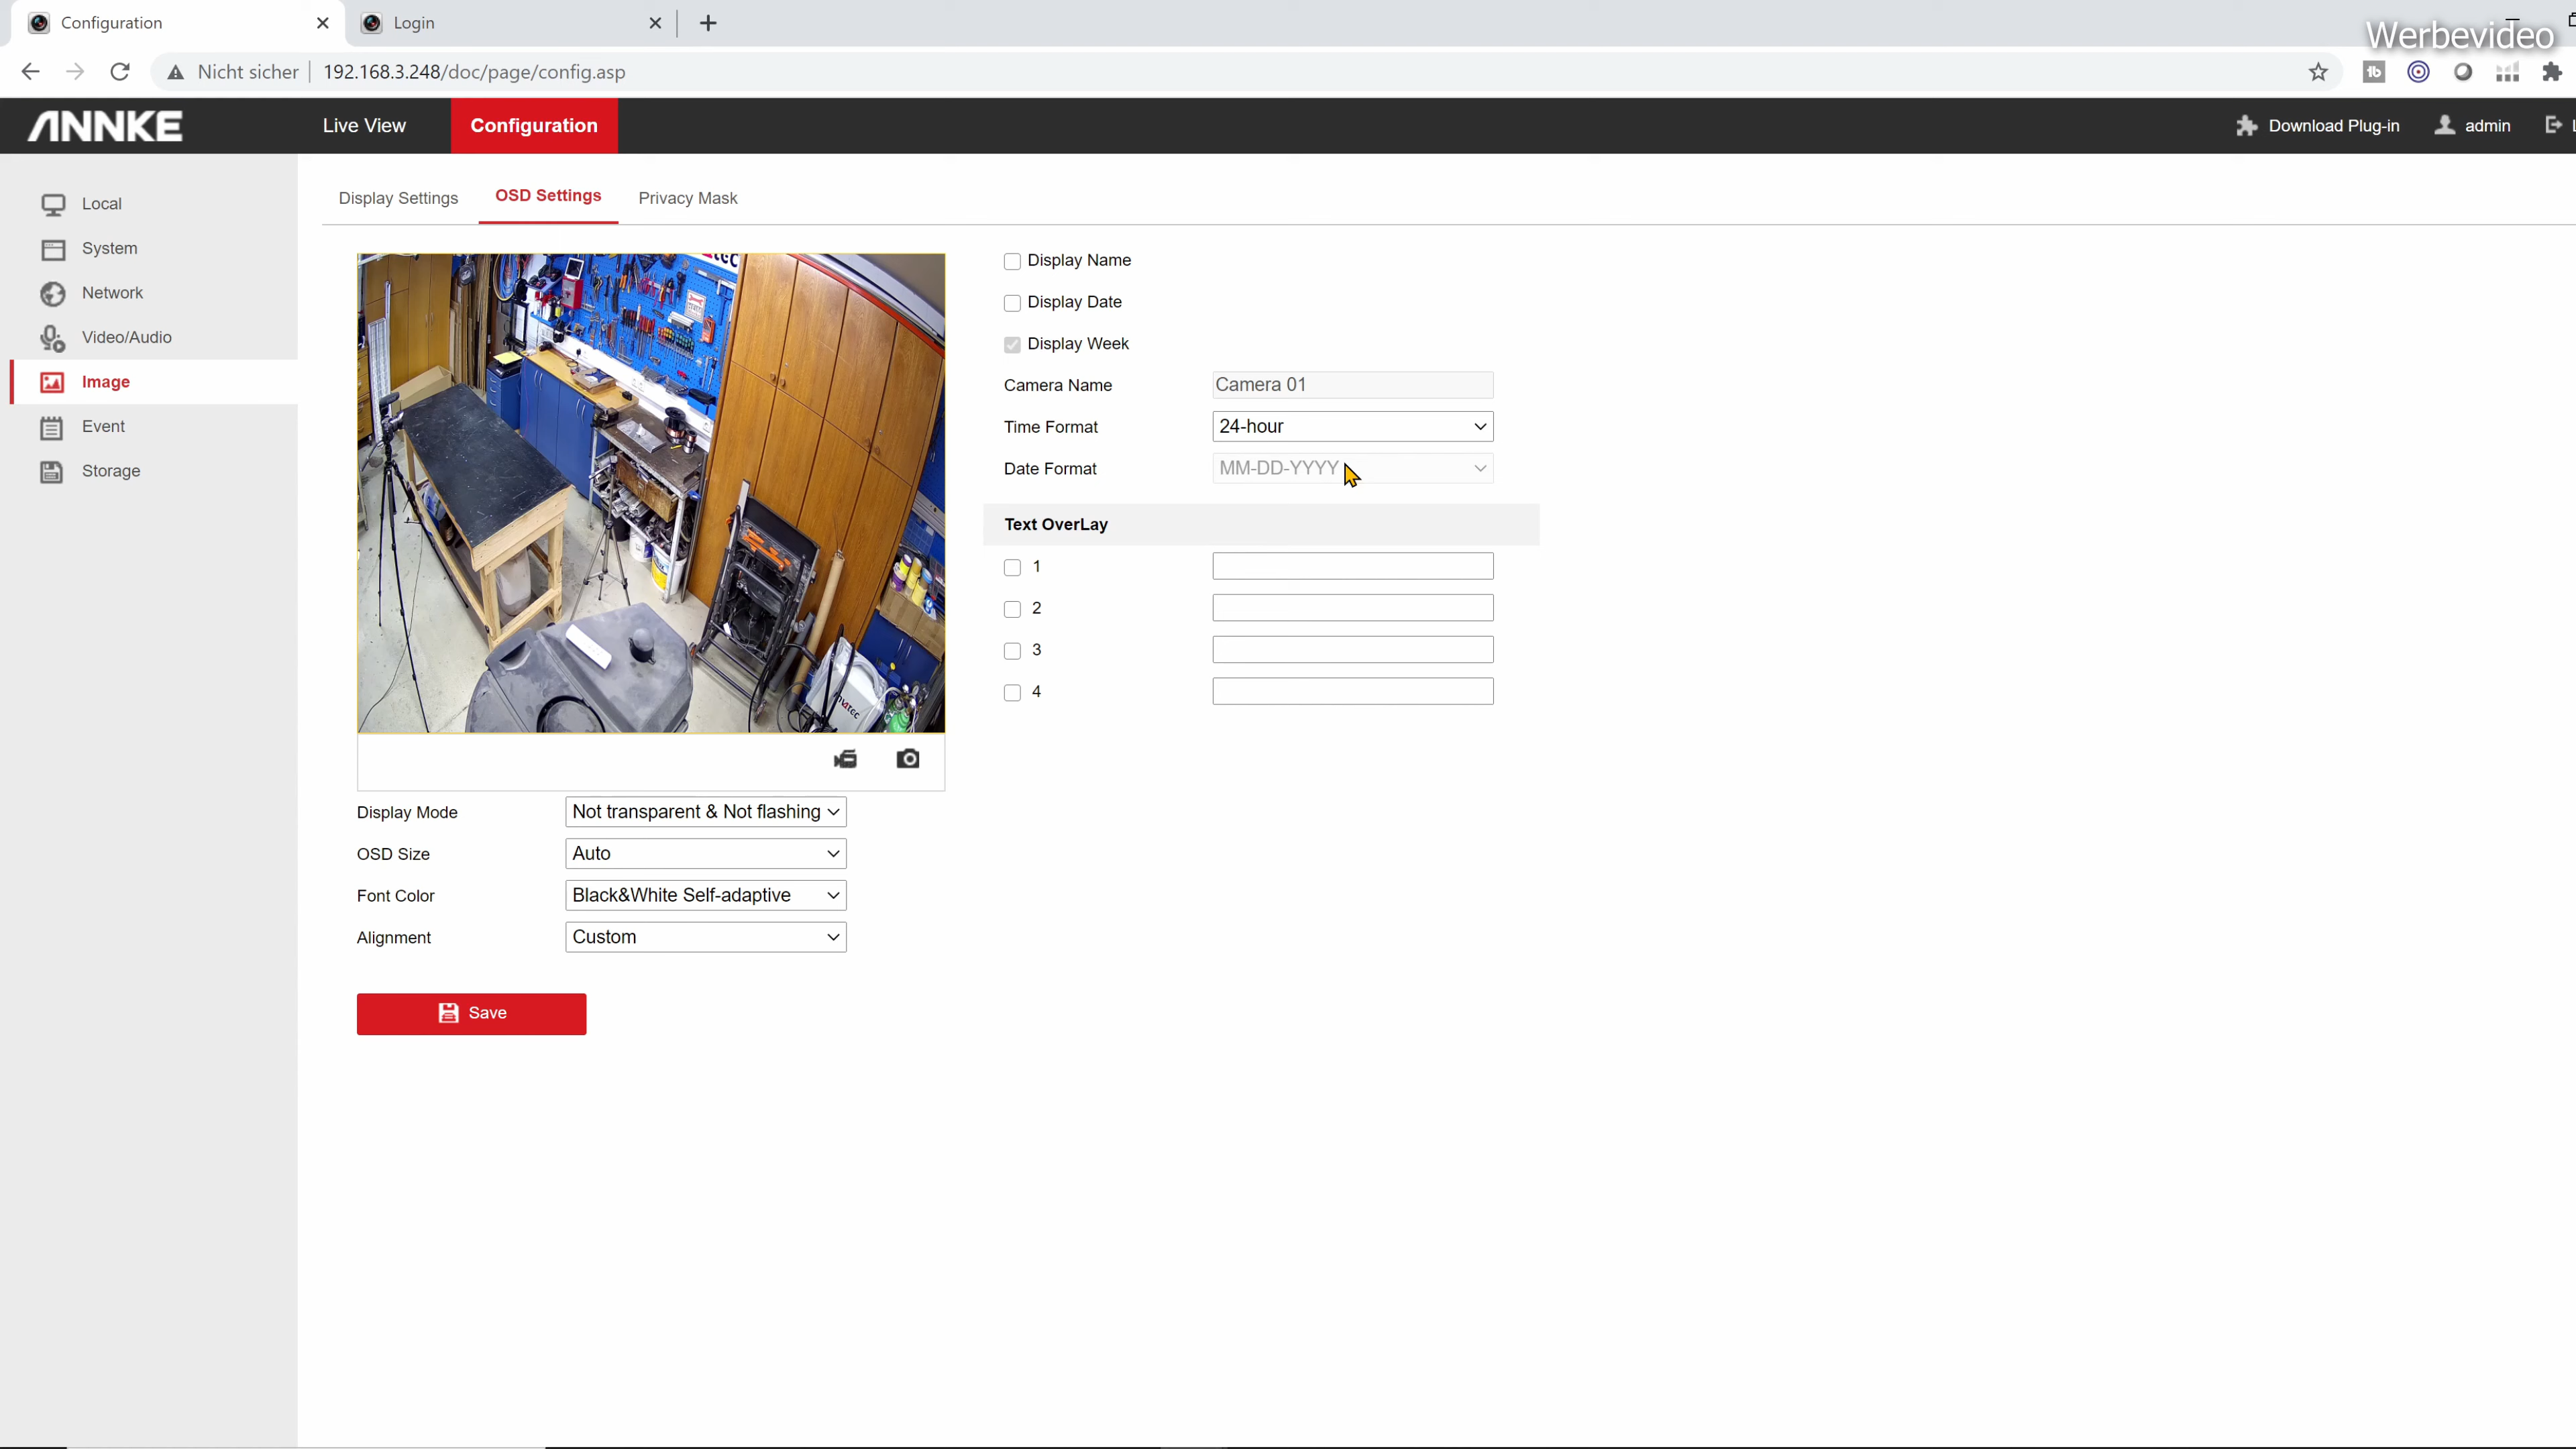 Configuration
Login
Werbevideo
Nicht sicher
192.168.3.248/doc/page/config.asp
ANNKE
Live View
Configuration
Download Plug-in
admin
Local
System
Network
Video/Audio
Image
Event
Storage
Display Settings
OSD Settings
Privacy Mask
Display Name
Display Date
Display Week
Camera Name
Camera 01
Time Format
24-hour
Date Format
MM-DD-YYYY
Text OverLay
1
2
3
4
Display Mode
Not transparent & Not flashing
OSD Size
Auto
Font Color
Black&White Self-adaptive
Alignment
Custom
Save